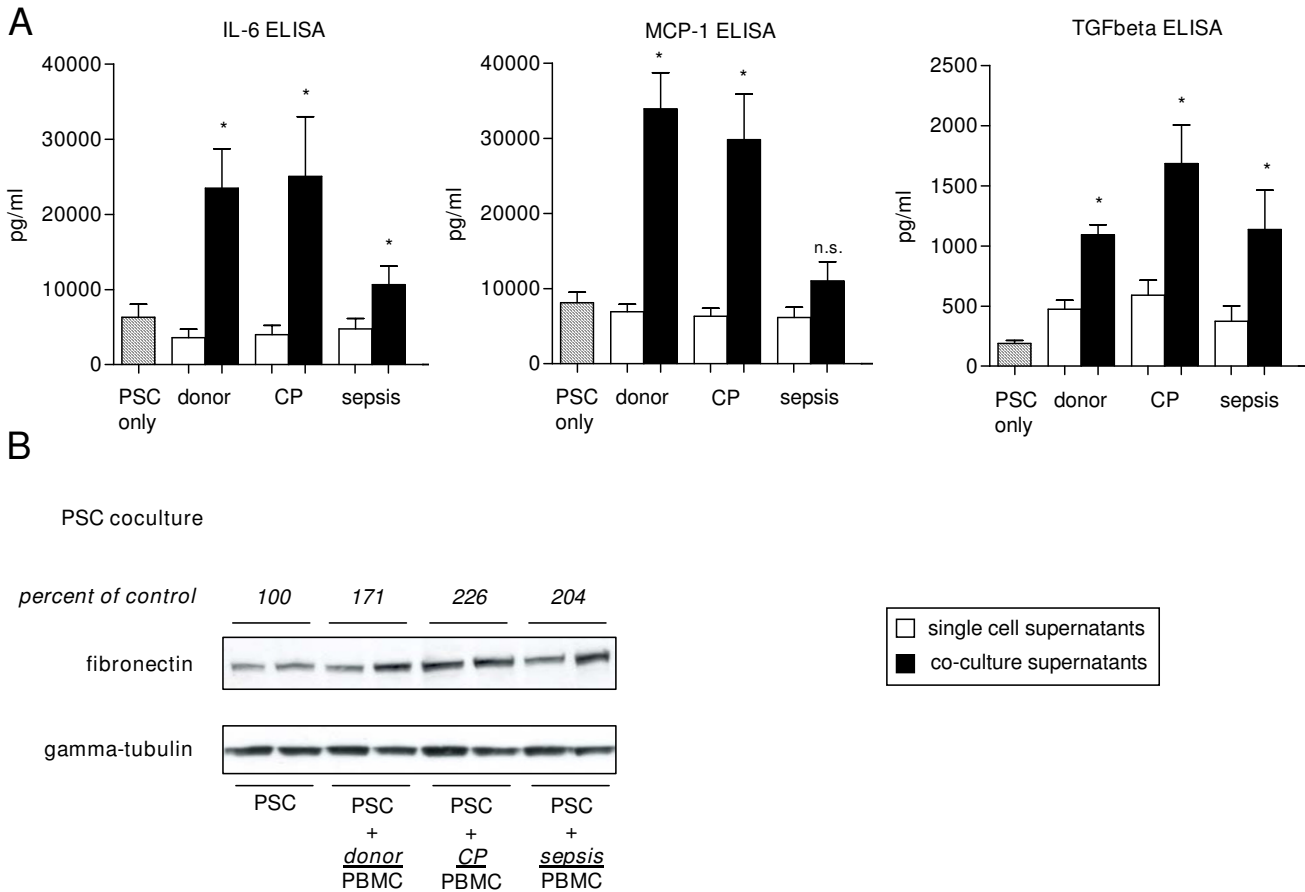 A
IL-6 ELISA
40000
30000
20000
10000
0
pg/ml
*
*
*
PSC only
donor
CP
sepsis
MCP-1 ELISA
40000
30000
20000
10000
0
pg/ml
*
*
n.s.
PSC only
donor
CP
sepsis
TGFbeta ELISA
2500
2000
1500
1000
500
0
pg/ml
*
*
*
PSC only
donor
CP
sepsis
B
PSC coculture
percent of control 100 171 226 204
fibronectin
gamma-tubulin
PSC
PSC + donor PBMC
PSC + CP PBMC
PSC + sepsis PBMC
single cell supernatants
co-culture supernatants